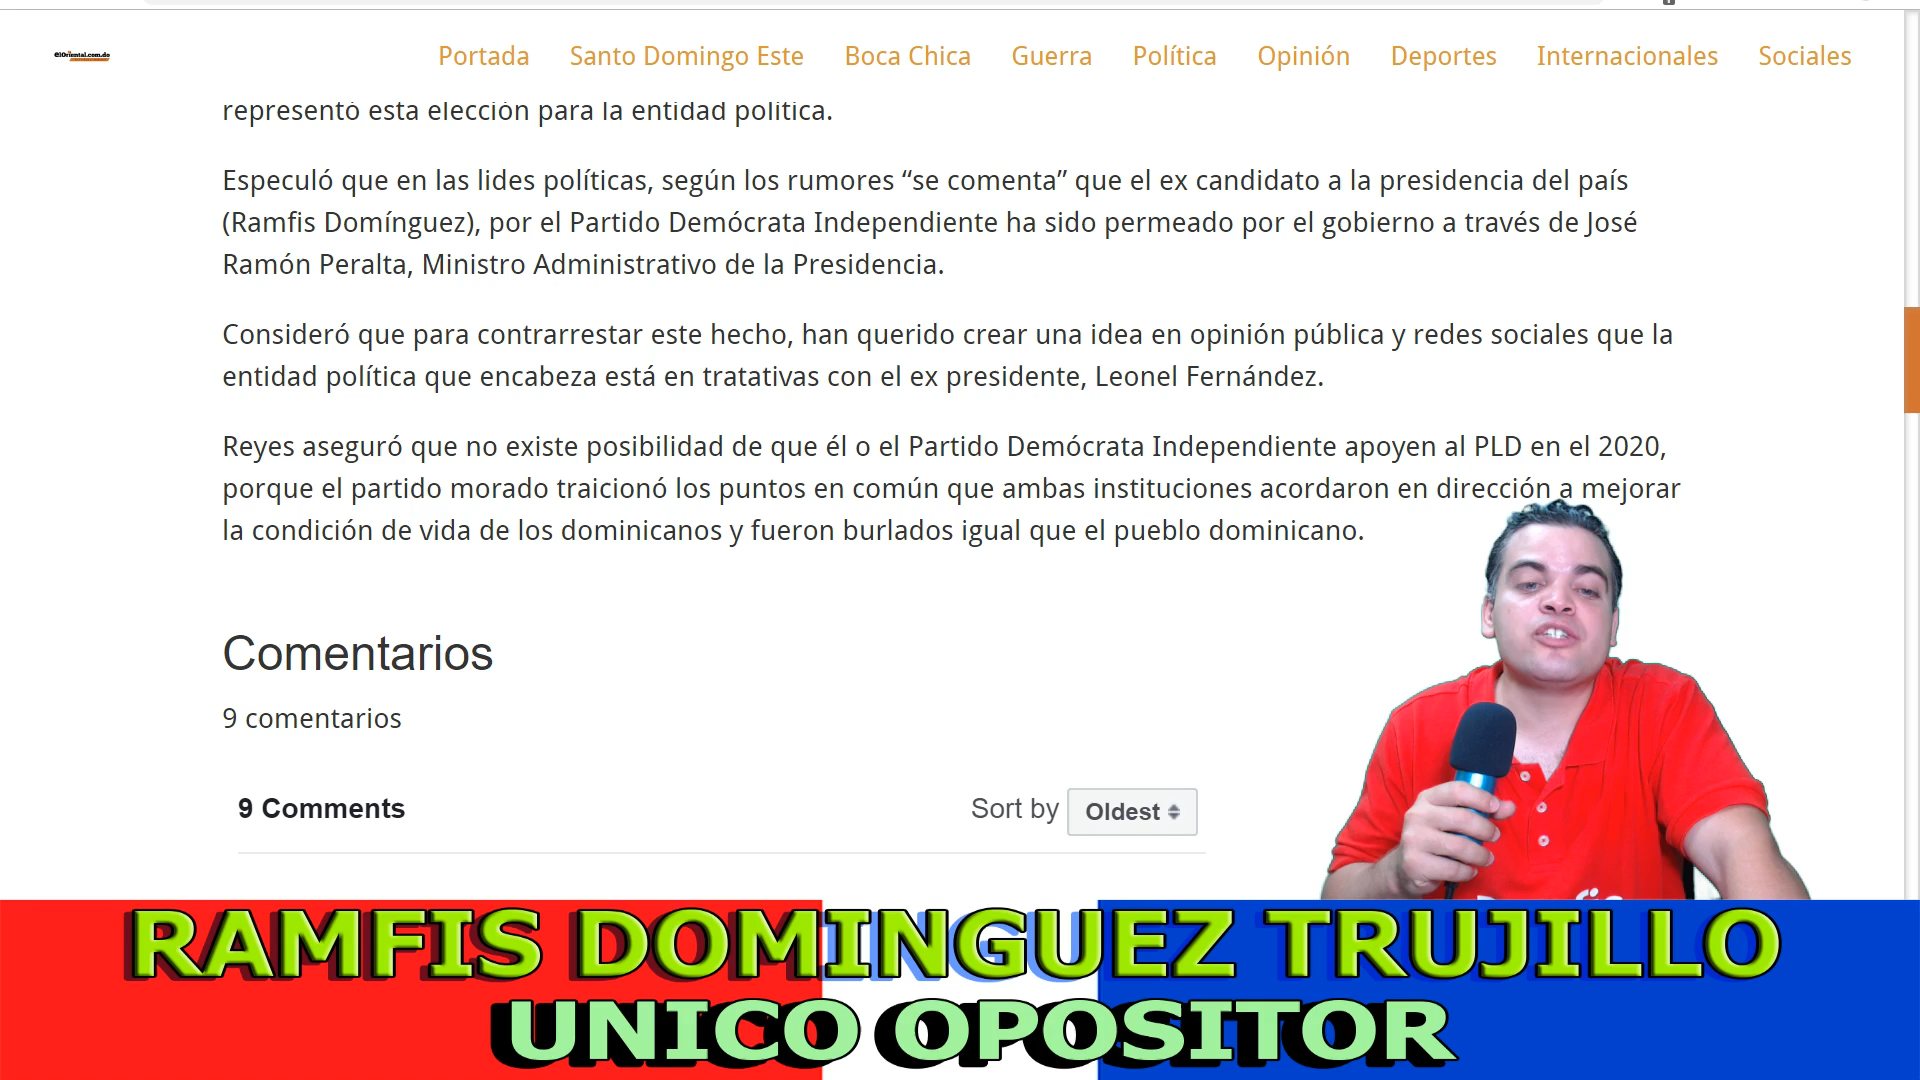 elOriental.com.do
Portada Santo Domingo Este Boca Chica Guerra Política Opinión Deportes Internacionales Sociales
representó esta elección para la entidad política.
Especuló que en las lides políticas, según los rumores “se comenta” que el ex candidato a la presidencia del país
(Ramfis Domínguez), por el Partido Demócrata Independiente ha sido permeado por el gobierno a través de José
Ramón Peralta, Ministro Administrativo de la Presidencia.
Consideró que para contrarrestar este hecho, han querido crear una idea en opinión pública y redes sociales que la
entidad política que encabeza está en tratativas con el ex presidente, Leonel Fernández.
Reyes aseguró que no existe posibilidad de que él o el Partido Demócrata Independiente apoyen al PLD en el 2020,
porque el partido morado traicionó los puntos en común que ambas instituciones acordaron en dirección a mejorar
la condición de vida de los dominicanos y fueron burlados igual que el pueblo dominicano.
Comentarios
9 comentarios
9 Comments Sort by Oldest
RAMFIS DOMINGUEZ TRUJILLO
UNICO OPOSITOR